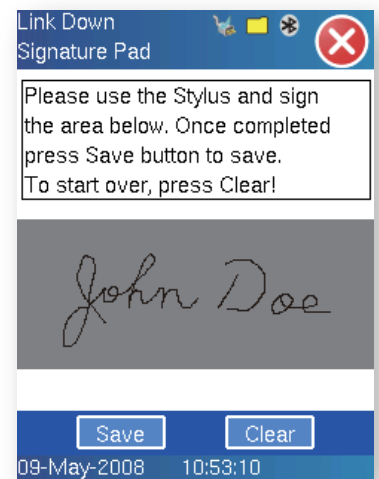 Link Down
Signature Pad
Please use the Stylus and sign
the area below. Once completed
press Save button to save.
To start over, press Clear!
John Doe
Save Clear
09-May-2008 10:53:10